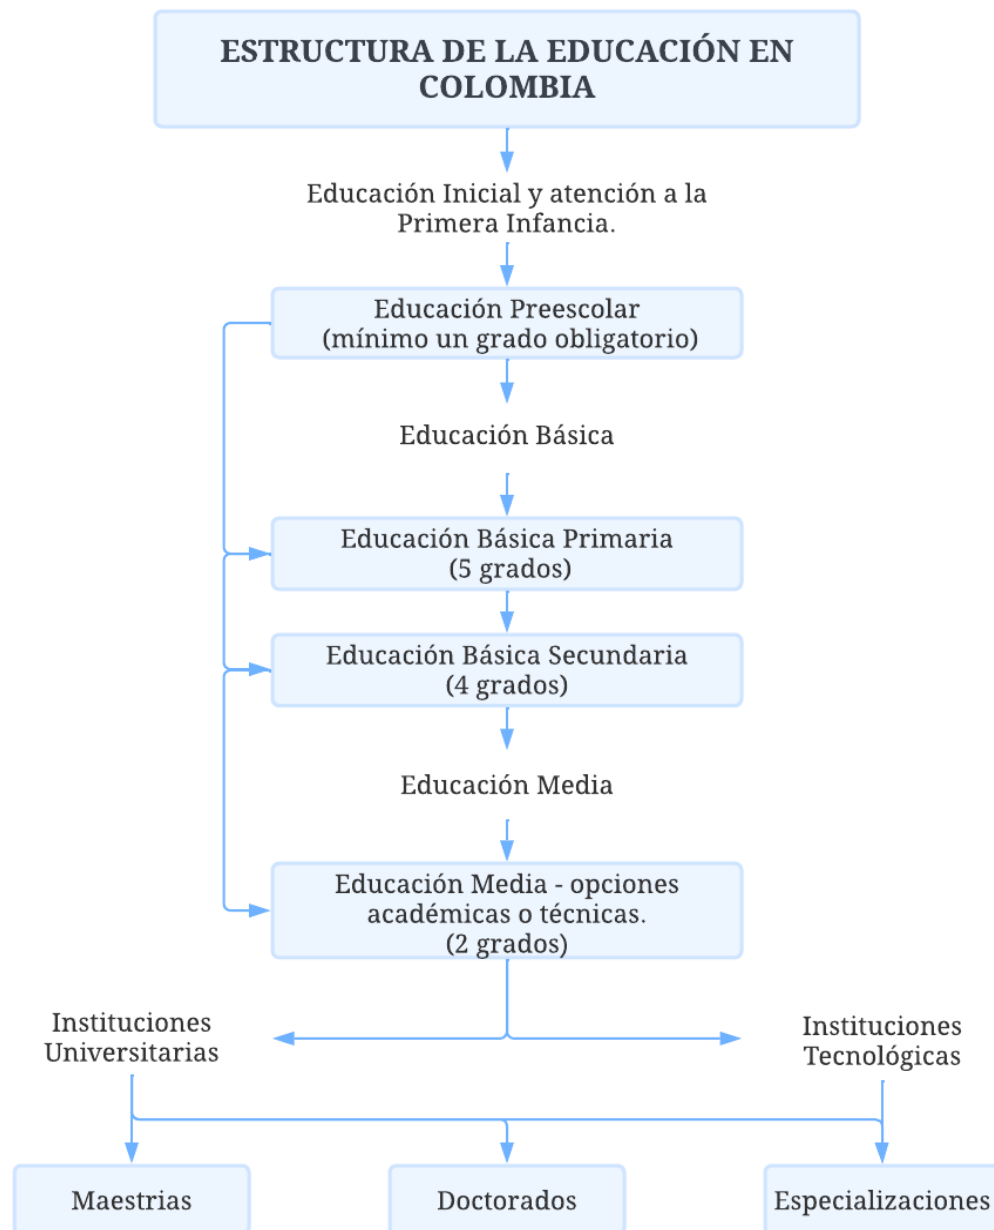 ESTRUCTURA DE LA EDUCACIÓN EN
COLOMBIA
Educación Inicial y atención a la
Primera Infancia.
Educación Preescolar
(mínimo un grado obligatorio)
Educación Básica
Educación Básica Primaria
(5 grados)
Educación Básica Secundaria
(4 grados)
Educación Media
Educación Media - opciones
académicas o técnicas.
(2 grados)
Instituciones
Universitarias
Instituciones
Tecnológicas
Maestrias
Doctorados
Especializaciones